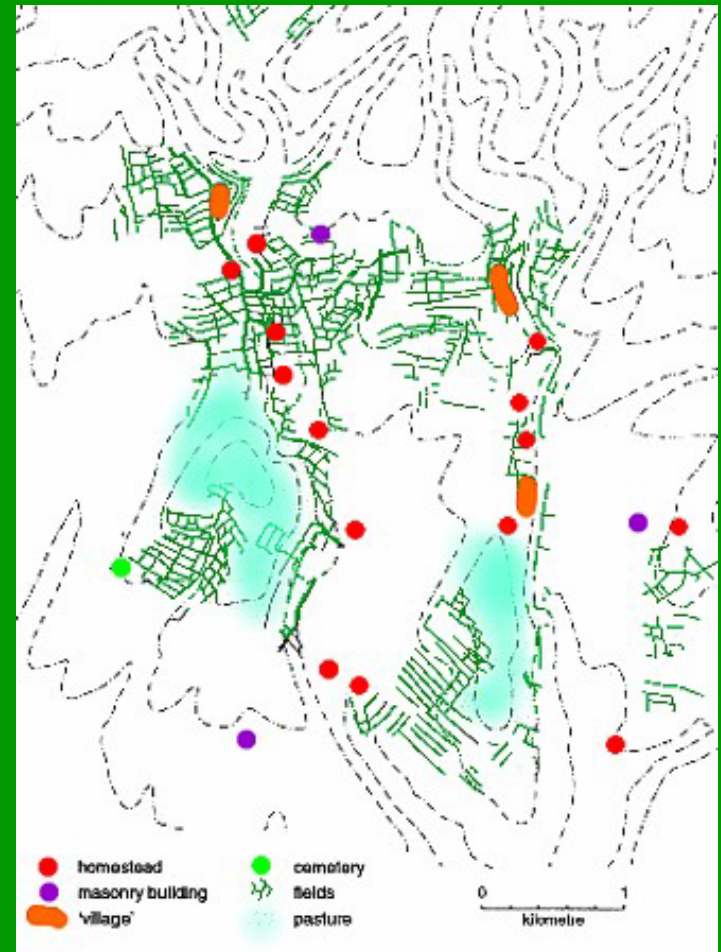 homestead
masonry building
'village'
cemetery
fields
pasture
0 1
kilometre